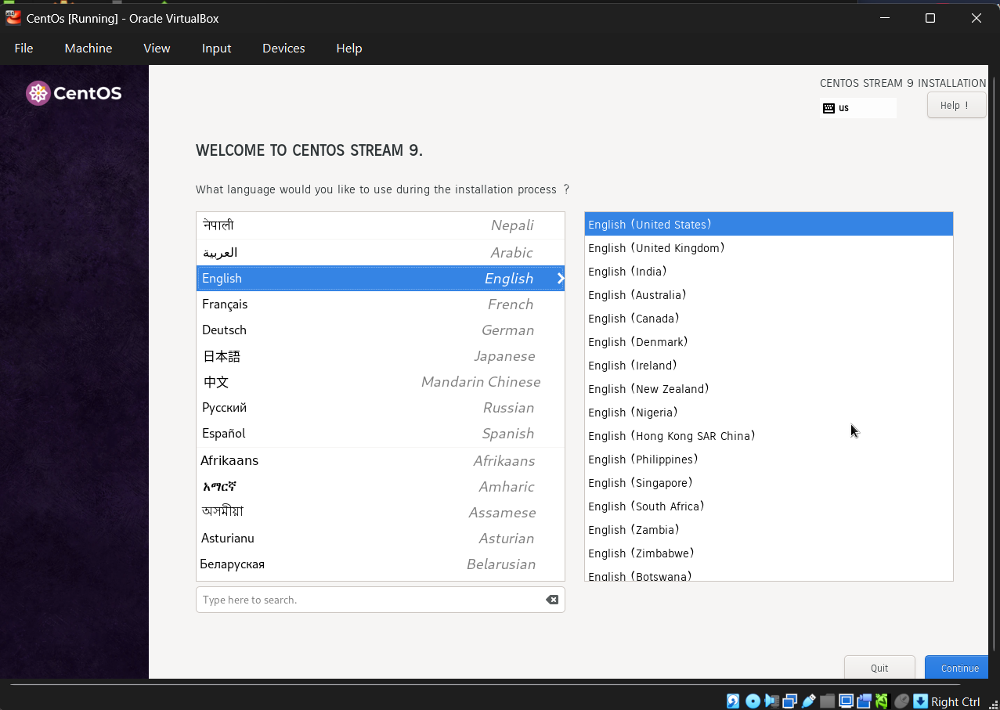 CentOs [Running] - Oracle VirtualBox
File Machine View Input Devices Help
CentOS
CENTOS STREAM 9 INSTALLATION
us
Help !
WELCOME TO CENTOS STREAM 9.
What language would you like to use during the installation process ?
नेपाली Nepali
العربية Arabic
English English
Français French
Deutsch German
日本語 Japanese
中文 Mandarin Chinese
Русский Russian
Español Spanish
Afrikaans Afrikaans
አማርኛ Amharic
অসমীয়া Assamese
Asturianu Asturian
Беларуская Belarusian
Type here to search.
English (United States)
English (United Kingdom)
English (India)
English (Australia)
English (Canada)
English (Denmark)
English (Ireland)
English (New Zealand)
English (Nigeria)
English (Hong Kong SAR China)
English (Philippines)
English (Singapore)
English (South Africa)
English (Zambia)
English (Zimbabwe)
English (Botswana)
Quit
Continue
Right Ctrl